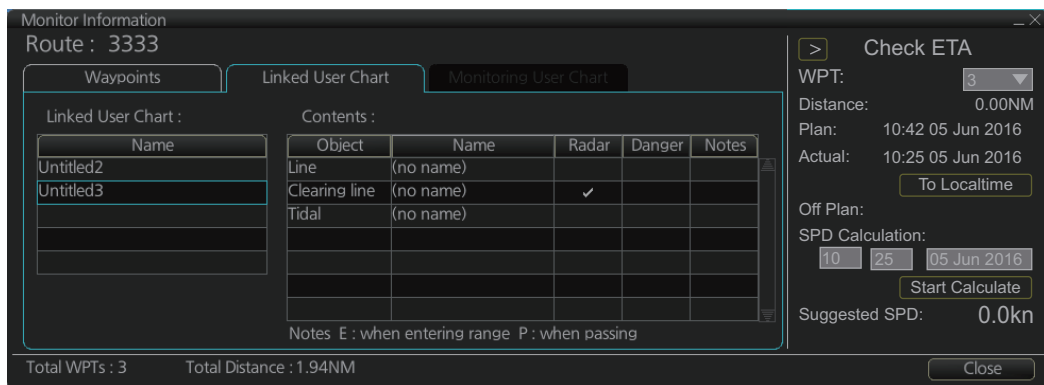 Monitor Information
Route : 3333
Waypoints Linked User Chart Monitoring User Chart
Linked User Chart : Contents :
Name Object Name Radar Danger Notes
Untitled2 Line (no name)
Untitled3 Clearing line (no name) ✓
Tidal (no name)
Notes E : when entering range P : when passing
Total WPTs : 3 Total Distance : 1.94NM
> Check ETA
WPT: 3
Distance: 0.00NM
Plan: 10:42 05 Jun 2016
Actual: 10:25 05 Jun 2016
To Localtime
Off Plan:
SPD Calculation:
10 25 05 Jun 2016
Start Calculate
Suggested SPD: 0.0kn
Close